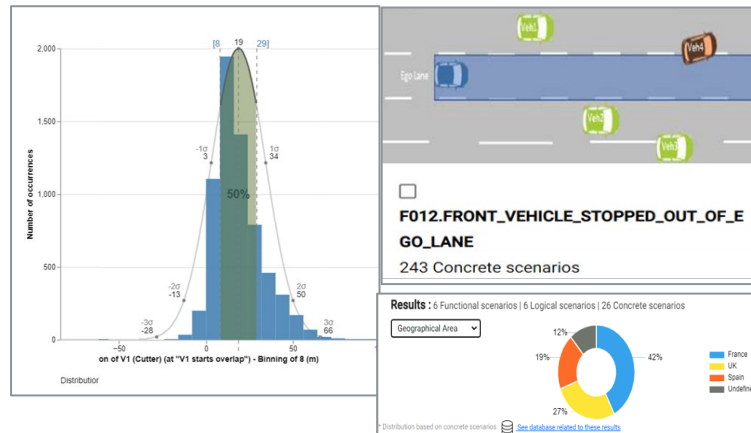 [8
19
29]
2,000
1,500
1,000
500
0
Number of occurrences
-1σ
3
1σ
34
50%
-2σ
-13
2σ
50
-3σ
-28
3σ
66
−50
0
50
on of V1 (Cutter) (at "V1 starts overlap") - Binning of 8 (m)
Distributior
Veh1
Veh4
Ego Lane
Veh2
Veh3
F012.FRONT_VEHICLE_STOPPED_OUT_OF_E
GO_LANE
243 Concrete scenarios
Results : 6 Functional scenarios | 6 Logical scenarios | 26 Concrete scenarios
Geographical Area
12%
19%
42%
27%
France
UK
Spain
Undefine
* Distribution based on concrete scenarios
See database related to these results